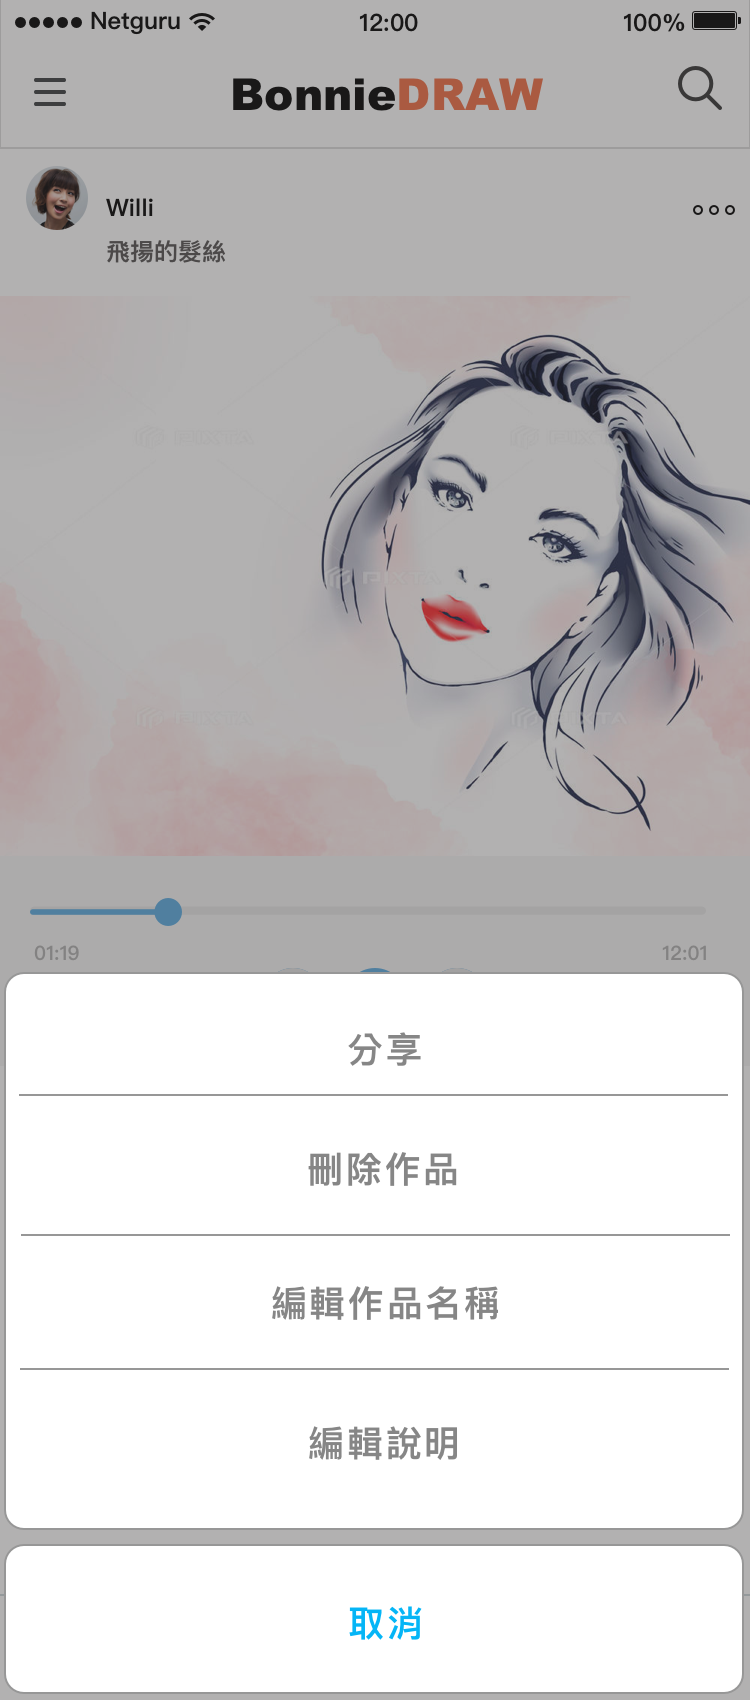 Netguru
12:00
100%
BonnieDRAW
Willi
飛揚的髮絲
PIXTA
PIXTA
PIXTA
PIXTA
PIXTA
01:19
12:01
分享
刪除作品
編輯作品名稱
編輯說明
取消